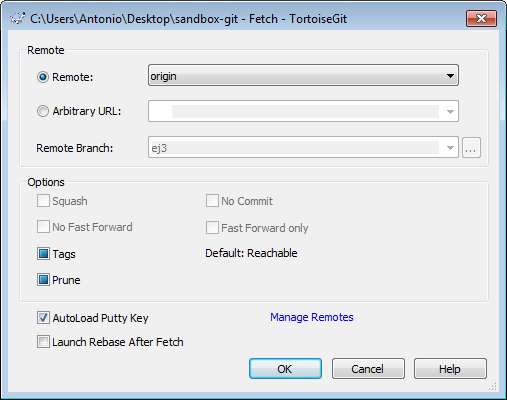 C:\Users\Antonio\Desktop\sandbox-git - Fetch - TortoiseGit
Remote
Remote:
origin
Arbitrary URL:
Remote Branch:
ej3
...
Options
Squash
No Commit
No Fast Forward
Fast Forward only
Tags
Default: Reachable
Prune
AutoLoad Putty Key
Manage Remotes
Launch Rebase After Fetch
OK
Cancel
Help